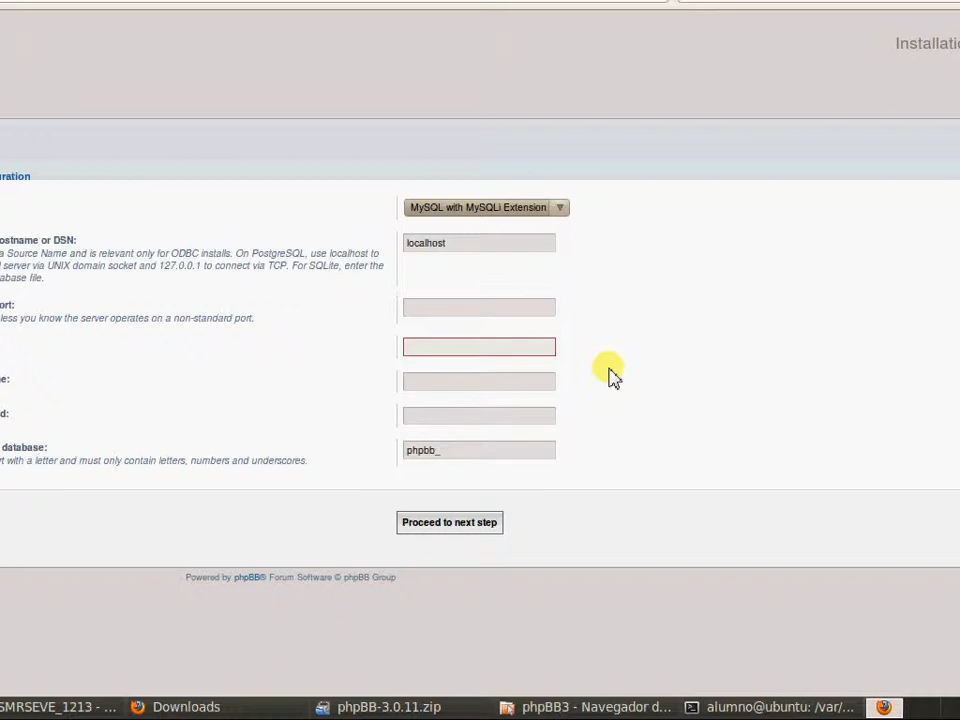 Installati
uration
MySQL with MySQLi Extension
ostname or DSN:
localhost
a Source Name and is relevant only for ODBC installs. On PostgreSQL, use localhost to
l server via UNIX domain socket and 127.0.0.1 to connect via TCP. For SQLite, enter the
abase file.
ort:
less you know the server operates on a non-standard port.
e:
d:
database:
phpbb_
rt with a letter and must only contain letters, numbers and underscores.
Proceed to next step
Powered by phpBB® Forum Software © phpBB Group
SMRSEVE_1213 - ...
Downloads
phpBB-3.0.11.zip
phpBB3 - Navegador d...
alumno@ubuntu: /var/...